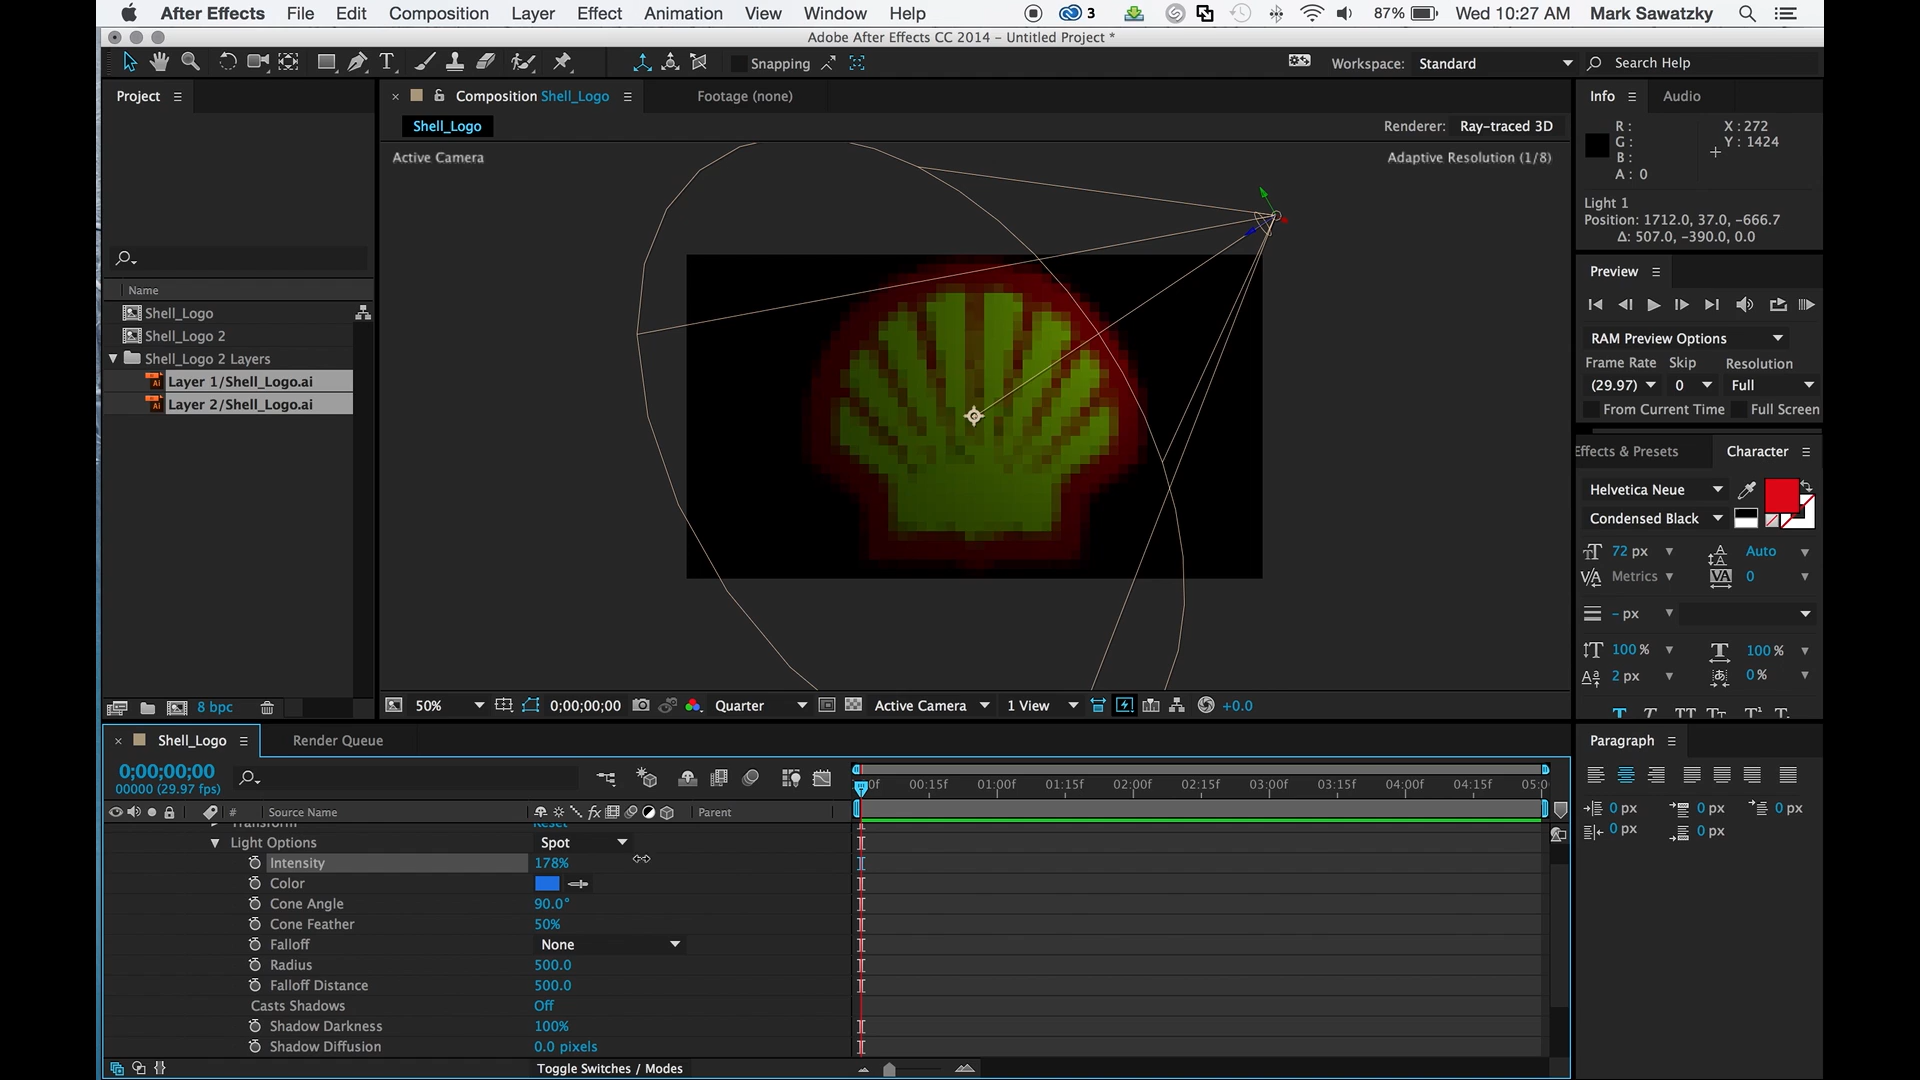 After Effects File Edit Composition Layer Effect Animation View Window Help 3 87% Wed 10:27 AM Mark Sawatzky
Adobe After Effects CC 2014 – Untitled Project *
Snapping Workspace: Standard Search Help
Project
Composition Shell_Logo Footage (none)
Info Audio
Shell_Logo
Renderer: Ray-traced 3D
Active Camera
Adaptive Resolution (1/8)
R :
G :
B :
A : 0
X : 272
Y : 1424
Light 1
Position: 1712.0, 37.0, -666.7
Δ: 507.0, -390.0, 0.0
Name
Shell_Logo
Shell_Logo 2
Shell_Logo 2 Layers
Layer 1/Shell_Logo.ai
Layer 2/Shell_Logo.ai
Preview
RAM Preview Options
Frame Rate Skip Resolution
(29.97) 0 Full
From Current Time Full Screen
Effects & Presets Character
Helvetica Neue
Condensed Black
72 px Auto
Metrics 0
– px
100 % 100 %
2 px 0 %
8 bpc
50% 0;00;00;00 Quarter Active Camera 1 View +0.0
Shell_Logo Render Queue
Paragraph
0;00;00;00
00000 (29.97 fps)
00f 00:15f 01:00f 01:15f 02:00f 02:15f 03:00f 03:15f 04:00f 04:15f 05:0
# Source Name Parent
0 px 0 px 0 px
0 px 0 px
Transform Reset
Light Options Spot
Intensity 178%
Color
Cone Angle 90.0°
Cone Feather 50%
Falloff None
Radius 500.0
Falloff Distance 500.0
Casts Shadows Off
Shadow Darkness 100%
Shadow Diffusion 0.0 pixels
Toggle Switches / Modes